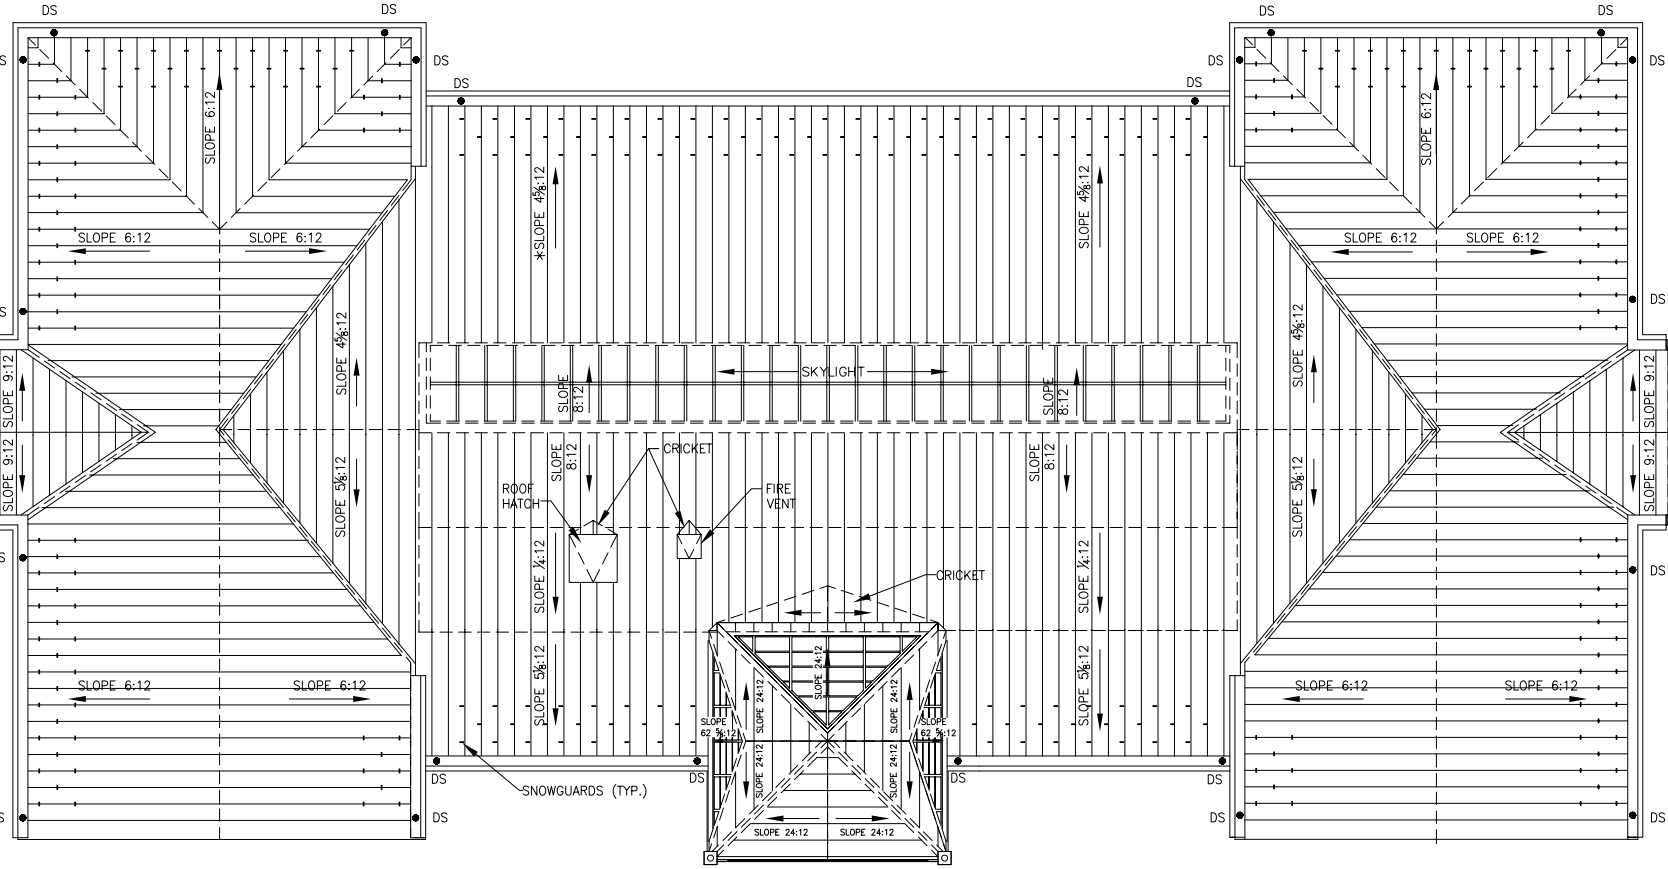 DS
DS
DS
DS
S
DS
DS
DS
DS
DS
SLOPE 6:12
SLOPE 6:12
*SLOPE 4⅝:12
SLOPE 4⅝:12
SLOPE 6:12
SLOPE 6:12
SLOPE 6:12
SLOPE 6:12
S
DS
SLOPE 4⅝:12
SLOPE 4⅝:12
SLOPE 9:12
SLOPE 9:12
SLOPE
8:12
SKYLIGHT
SLOPE
8:12
SLOPE 9:12
SLOPE 9:12
SLOPE
8:12
CRICKET
SLOPE
8:12
ROOF
HATCH
FIRE
VENT
SLOPE 5⅛:12
SLOPE 5⅛:12
S
DS
SLOPE ¼:12
SLOPE ¼:12
CRICKET
SLOPE 6:12
SLOPE 6:12
SLOPE 5⅛:12
SLOPE 24:12
SLOPE 24:12
SLOPE 24:12
SLOPE 5⅛:12
SLOPE 6:12
SLOPE 6:12
SLOPE
62 ⅝:12
SLOPE
62 ⅝:12
SLOPE 24:12
SLOPE 24:12
DS
DS
DS
DS
SNOWGUARDS (TYP.)
S
DS
SLOPE 24:12
SLOPE 24:12
DS
DS